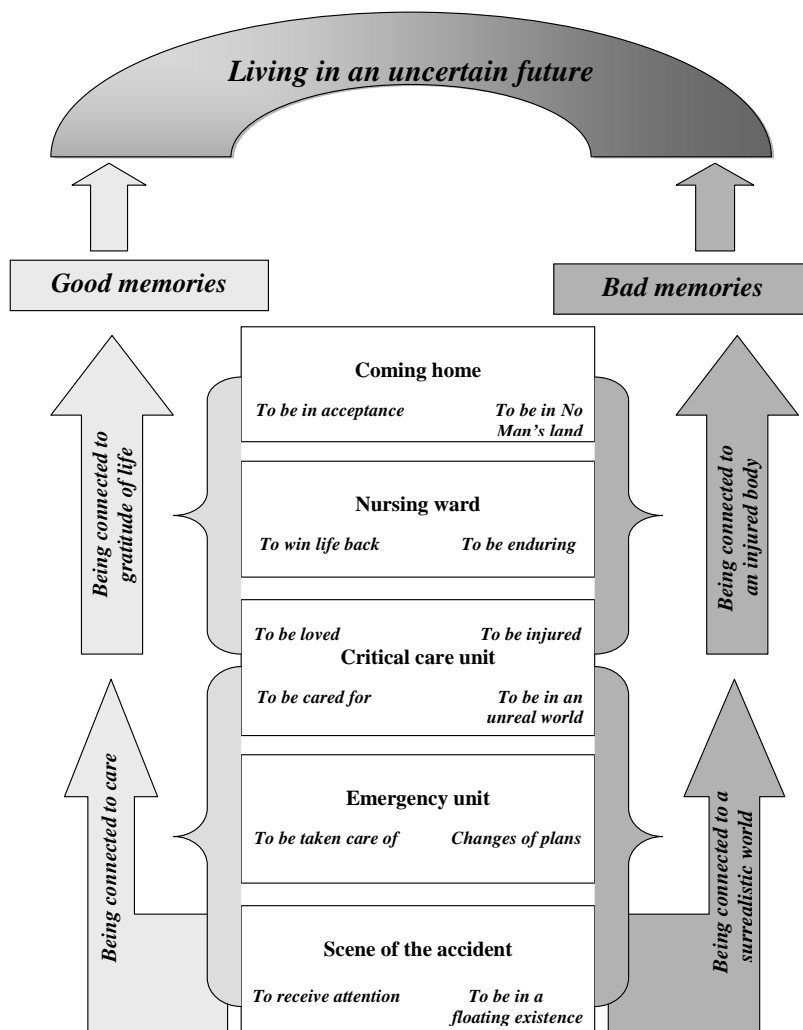 Living in an uncertain future
Good memories
Bad memories
Coming home
To be in acceptance
To be in No
Man's land
Being connected to
gratitude of life
Being connected to
an injured body
Nursing ward
To win life back
To be enduring
To be loved
To be injured
Critical care unit
To be cared for
To be in an
unreal world
Being connected to care
Being connected to a
surrealistic world
Emergency unit
To be taken care of
Changes of plans
Scene of the accident
To receive attention
To be in a
floating existence